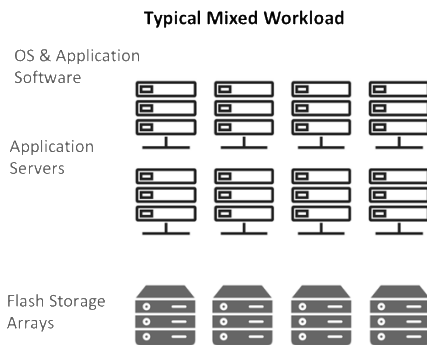 Typical Mixed Workload
OS & Application
Software
Application
Servers
Flash Storage
Arrays